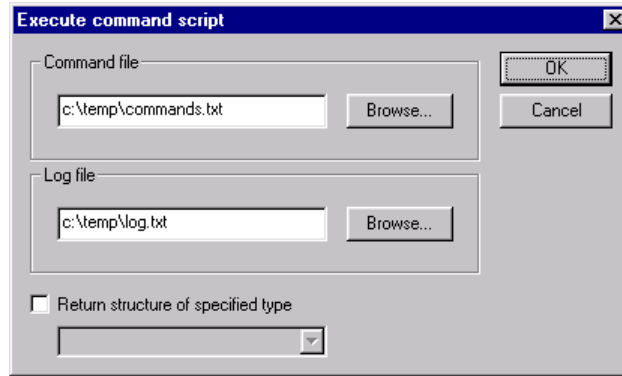 Execute command script
Command file
c:\temp\commands.txt
Browse...
OK
Cancel
Log file
c:\temp\log.txt
Browse...
Return structure of specified type